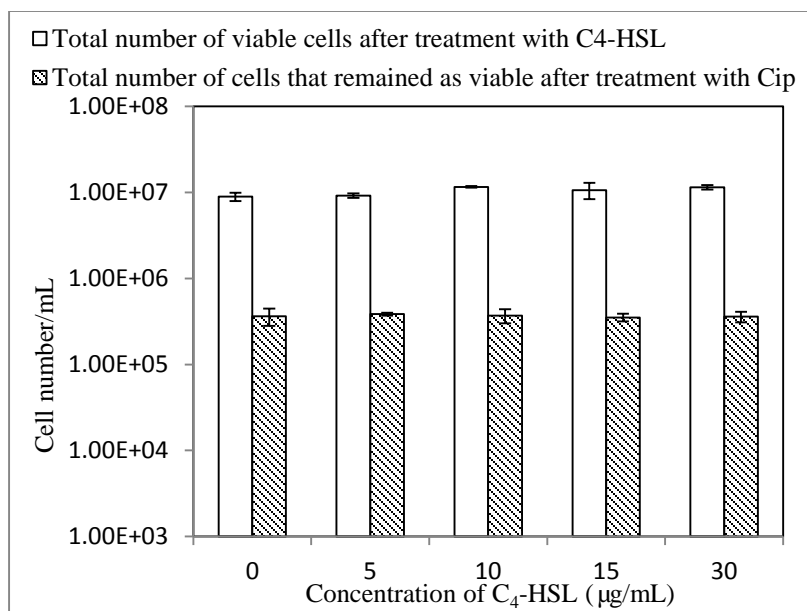 Total number of viable cells after treatment with C4-HSL
Total number of cells that remained as viable after treatment with Cip
1.00E+08
1.00E+07
1.00E+06
1.00E+05
1.00E+04
1.00E+03
Cell number/mL
0 5 10 15 30
Concentration of C₄-HSL (µg/mL)